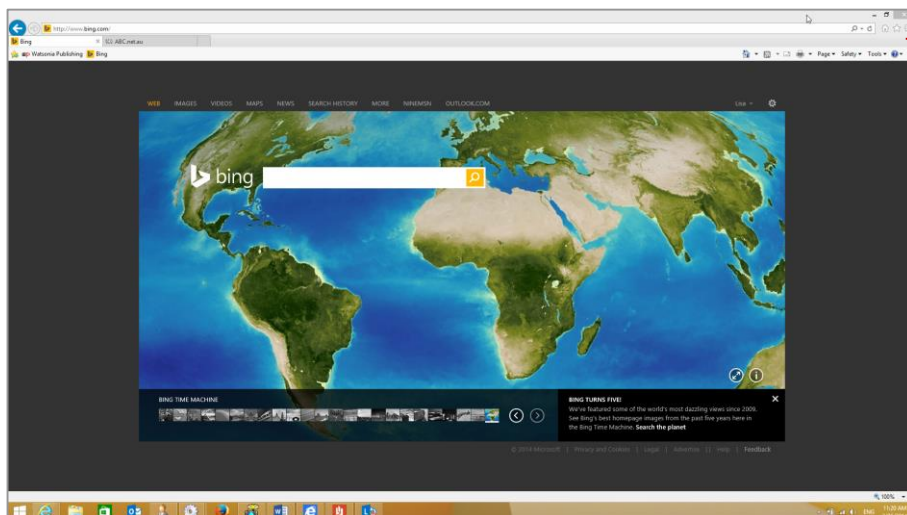 http://www.bing.com/
Bing
ABC.net.au
Watsonia Publishing Bing
Page Safety Tools
WEB IMAGES VIDEOS MAPS NEWS SEARCH HISTORY MORE NINEMSN OUTLOOK.COM
Lisa
bing
BING TIME MACHINE
BING TURNS FIVE!
We've featured some of the world's most dazzling views since 2009.
See Bing's best homepage images from the past five years here in
the Bing Time Machine. Search the planet
© 2014 Microsoft | Privacy and Cookies | Legal | Advertise | Help | Feedback
100%
ENG 11:20 AM